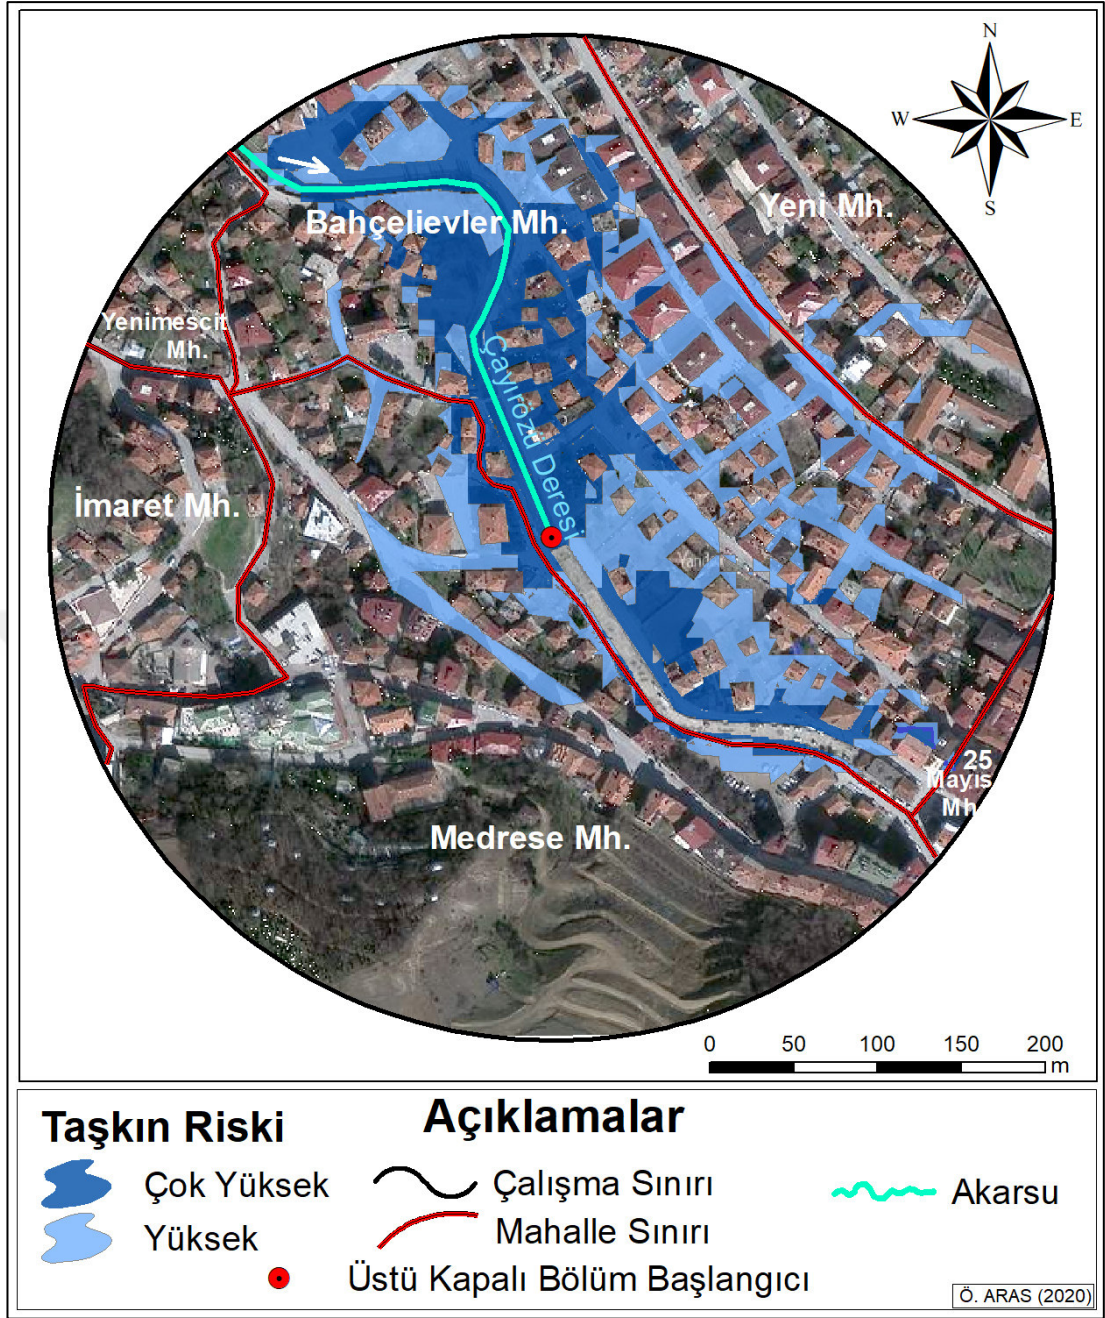 N
W
E
S
Yeni Mh.
Bahçelievler Mh.
Yenimescit
Mh.
Çayırözü Deresi
İmaret Mh.
25
Mayıs
Mh.
Medrese Mh.
0 50 100 150 200
m
Taşkın Riski
Açıklamalar
Çok Yüksek
Çalışma Sınırı
Akarsu
Yüksek
Mahalle Sınırı
Üstü Kapalı Bölüm Başlangıcı
Ö. ARAS (2020)